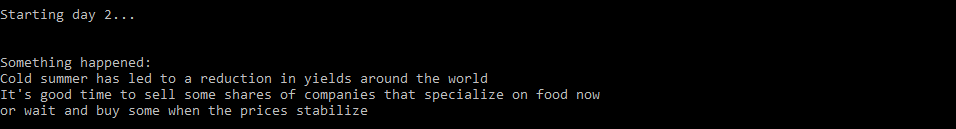 Starting day 2...
Something happened:
Cold summer has led to a reduction in yields around the world
It's good time to sell some shares of companies that specialize on food now
or wait and buy some when the prices stabilize